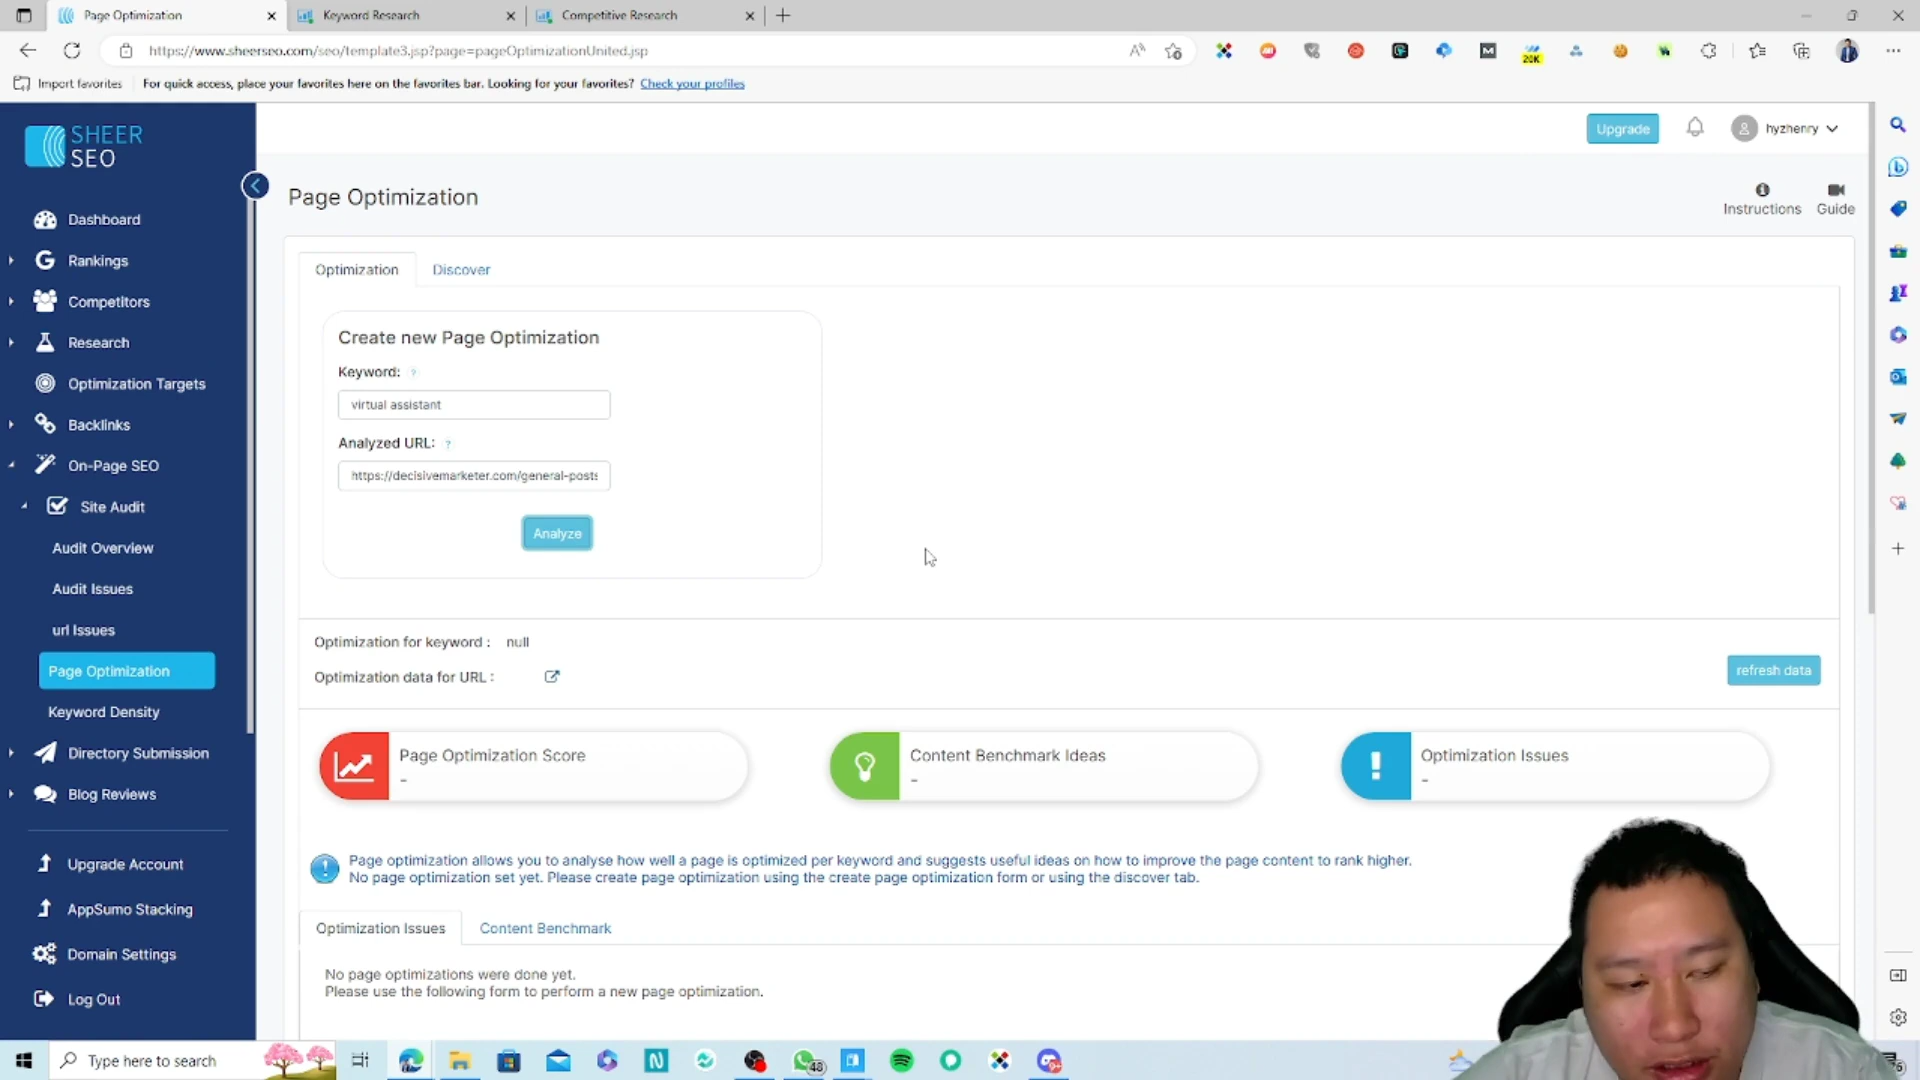 Page Optimization
Keyword Research
Competitive Research
https://www.sheerseo.com/seo/template3.jsp?page=pageOptimizationUnited.jsp
20K
Import favorites
For quick access, place your favorites here on the favorites bar. Looking for your favorites? Check your profiles
SHEER
SEO
Upgrade
hyzhenry
Page Optimization
Instructions
Guide
Dashboard
Rankings
Competitors
Research
Optimization Targets
Backlinks
On-Page SEO
Site Audit
Audit Overview
Audit Issues
url Issues
Page Optimization
Keyword Density
Directory Submission
Blog Reviews
Upgrade Account
AppSumo Stacking
Domain Settings
Log Out
Optimization
Discover
Create new Page Optimization
Keyword: ?
virtual assistant
Analyzed URL: ?
https://decisivemarketer.com/general-posts
Analyze
Optimization for keyword : null
Optimization data for URL :
refresh data
Page Optimization Score
-
Content Benchmark Ideas
-
Optimization Issues
-
Page optimization allows you to analyse how well a page is optimized per keyword and suggests useful ideas on how to improve the page content to rank higher.
No page optimization set yet. Please create page optimization using the create page optimization form or using the discover tab.
Optimization Issues
Content Benchmark
No page optimizations were done yet.
Please use the following form to perform a new page optimization.
Type here to search
48